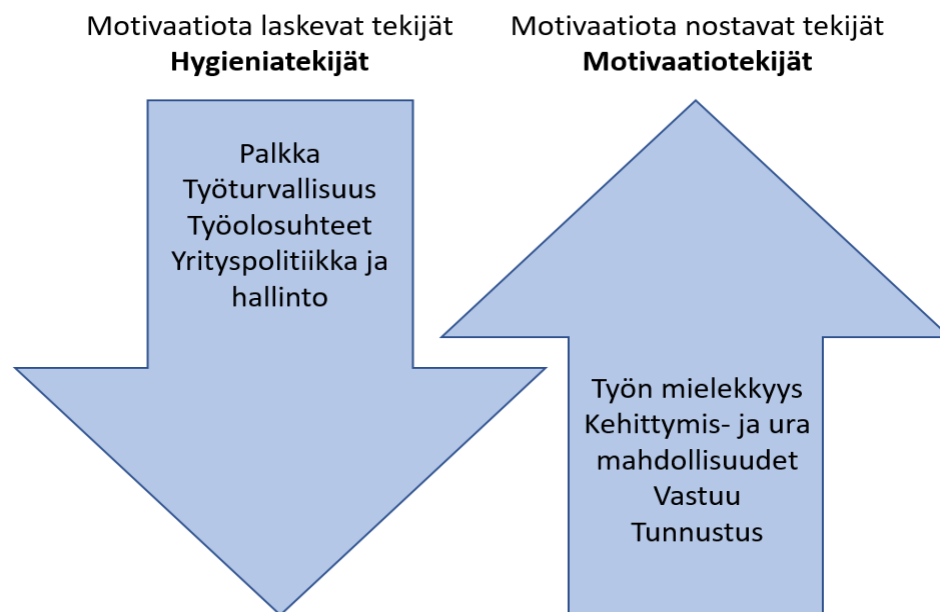 Motivaatiota laskevat tekijät
Hygieniatekijät
Palkka
Työturvallisuus
Työolosuhteet
Yrityspolitiikka ja
hallinto
Motivaatiota nostavat tekijät
Motivaatiotekijät
Työn mielekkyys
Kehittymis- ja ura
mahdollisuudet
Vastuu
Tunnustus